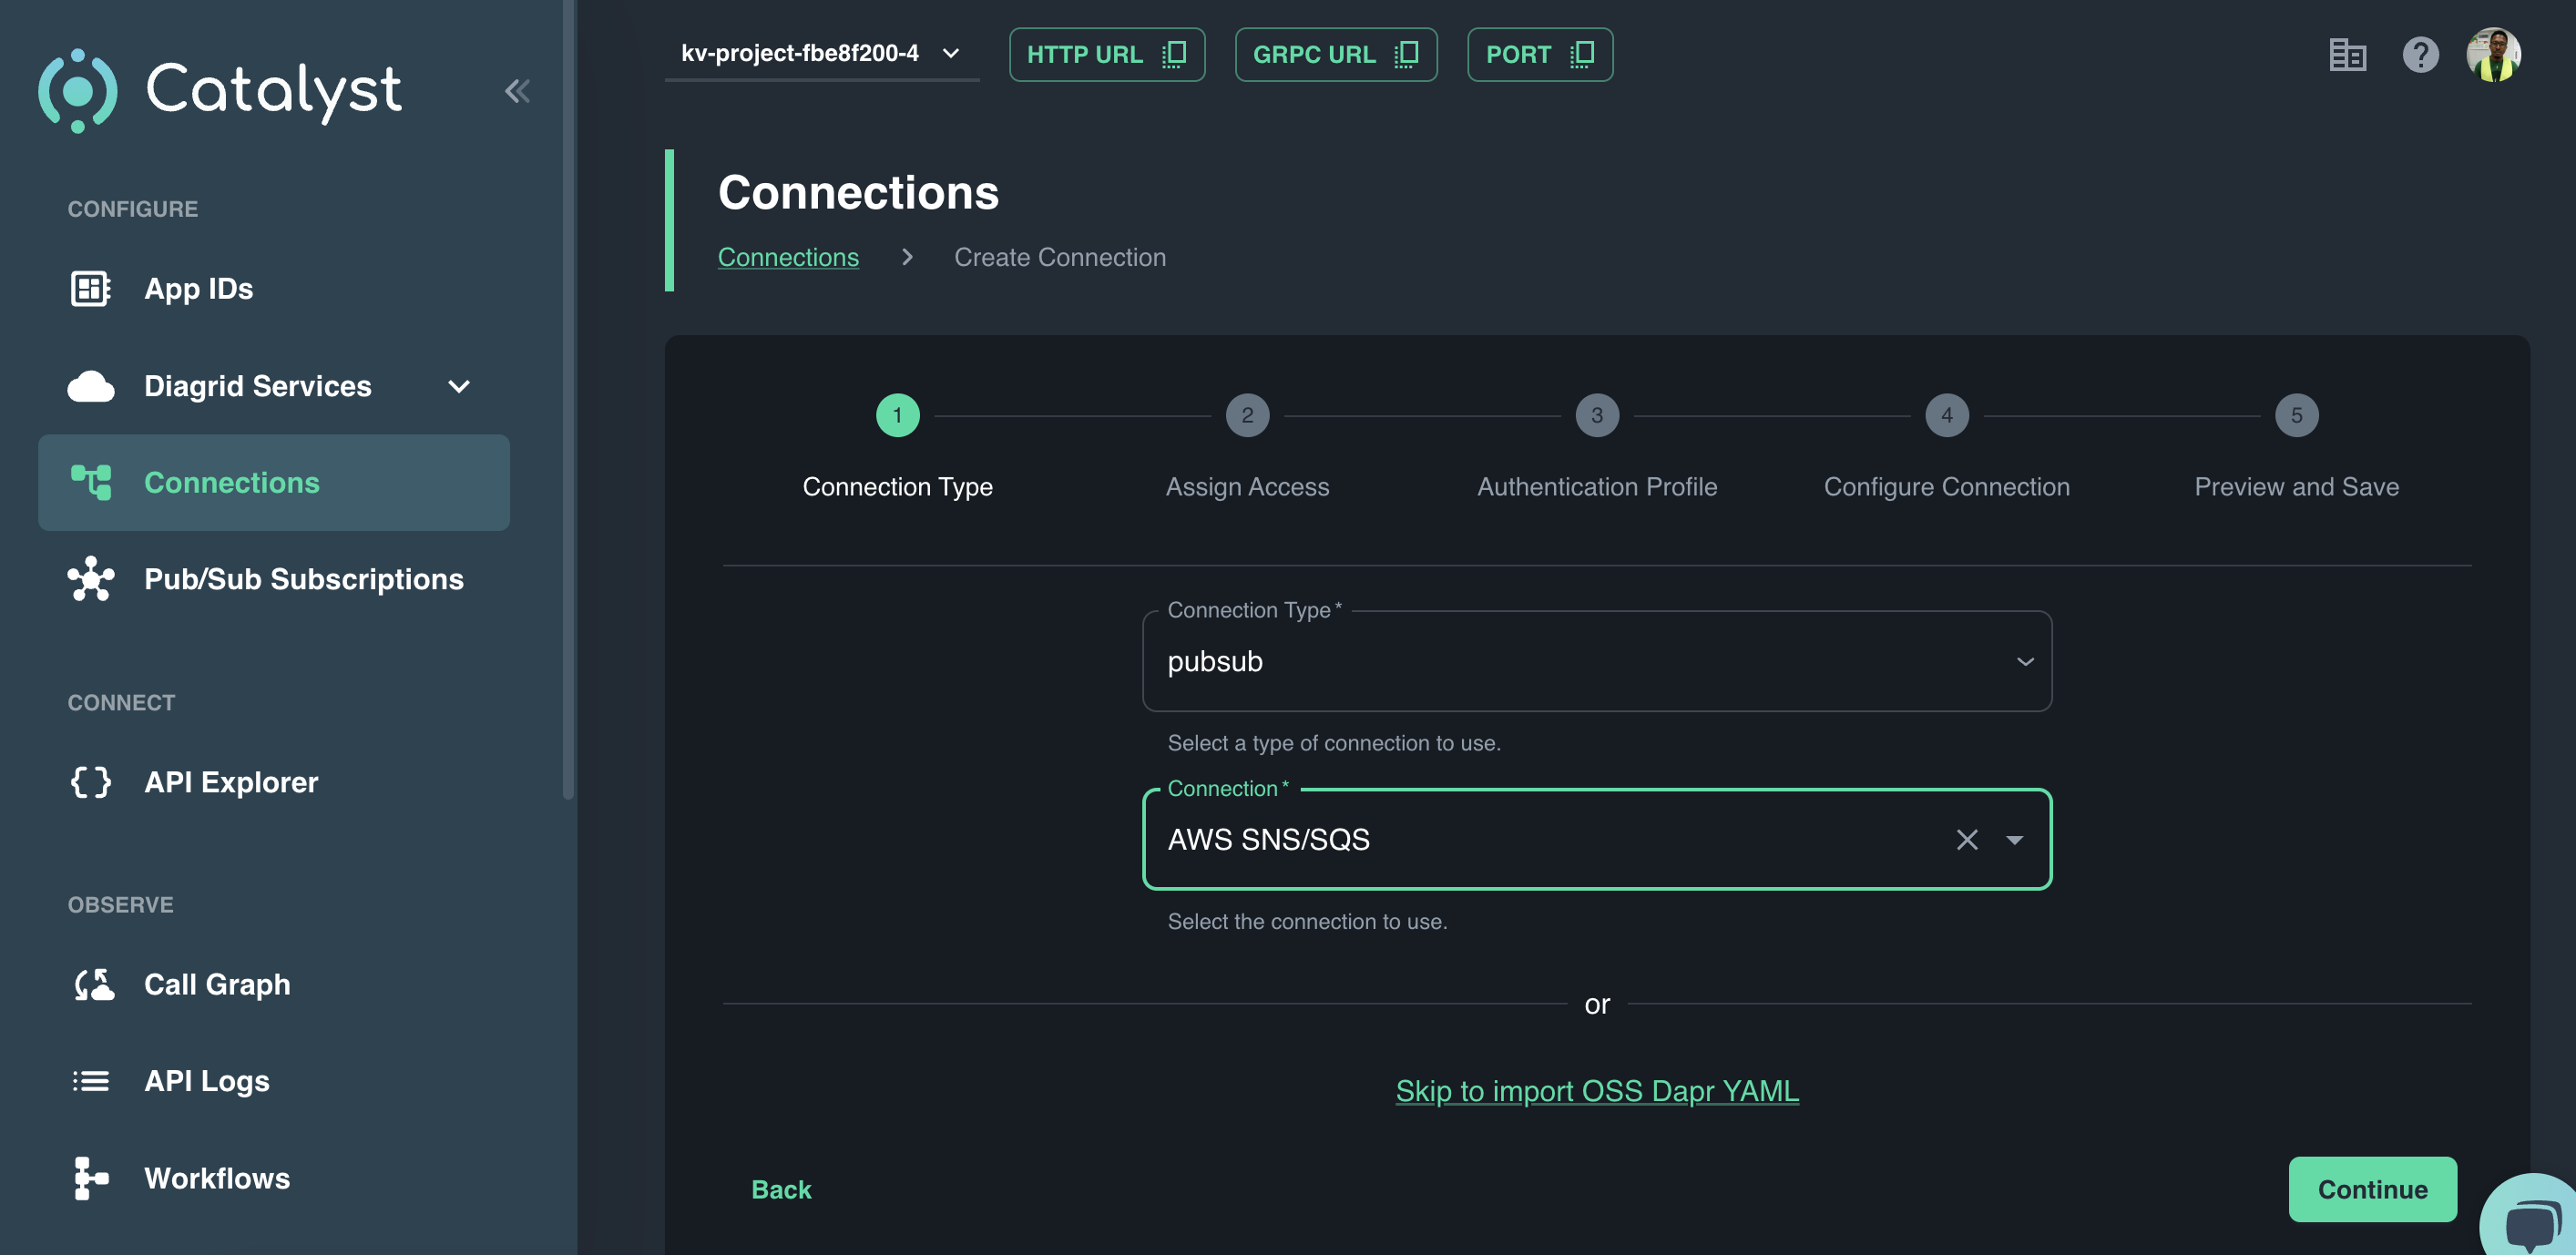 Catalyst
CONFIGURE
App IDs
Diagrid Services
Connections
Pub/Sub Subscriptions
CONNECT
{ } API Explorer
OBSERVE
Call Graph
API Logs
Workflows
kv-project-fbe8f200-4
HTTP URL
GRPC URL
PORT
?
Connections
Connections > Create Connection
1 2 3 4 5
Connection Type Assign Access Authentication Profile Configure Connection Preview and Save
Connection Type *
pubsub
Select a type of connection to use.
Connection *
AWS SNS/SQS
Select the connection to use.
or
Skip to import OSS Dapr YAML
Back
Continue